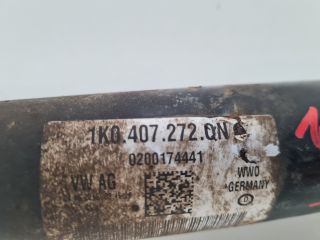 1K0.407.272.QN
0200174441
VW AG
WWO
GERMANY